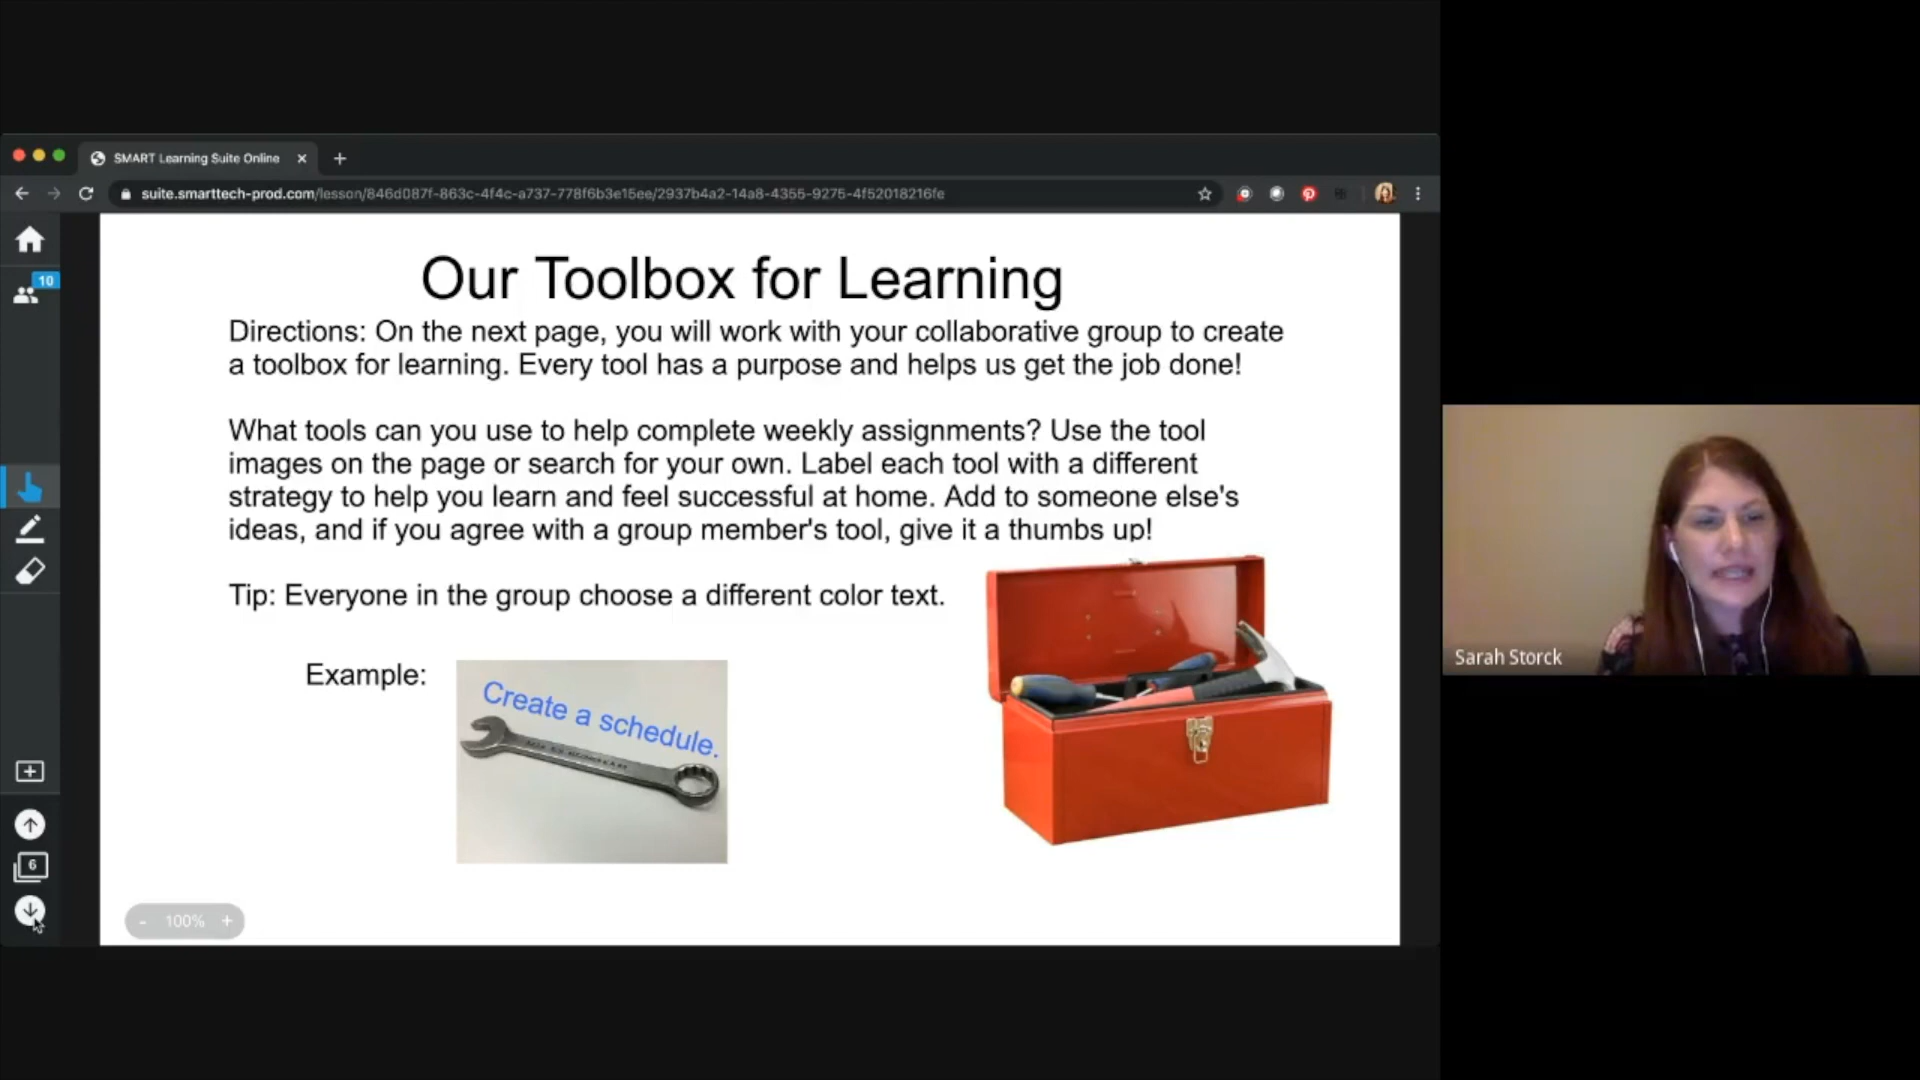 SMART Learning Suite Online
suite.smarttech-prod.com/lesson/846d087f-863c-4f4c-a737-778f6b3e15ee/2937b4a2-14a8-4355-9275-4f52018216fe
10
Our Toolbox for Learning
Directions: On the next page, you will work with your collaborative group to create
a toolbox for learning. Every tool has a purpose and helps us get the job done!
What tools can you use to help complete weekly assignments? Use the tool
images on the page or search for your own. Label each tool with a different
strategy to help you learn and feel successful at home. Add to someone else's
ideas, and if you agree with a group member's tool, give it a thumbs up!
Tip: Everyone in the group choose a different color text.
Example:
Create a schedule.
6
- 100% +
Sarah Storck